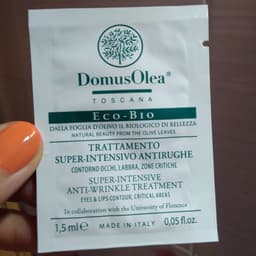 DomusOlea®
TOSCANA
ECO-BIO
DALLA FOGLIA D'OLIVO IL BIOLOGICO DI BELLEZZA
NATURAL BEAUTY FROM THE OLIVE LEAVES
TRATTAMENTO
SUPER-INTENSIVO ANTIRUGHE
CONTORNO OCCHI, LABBRA, ZONE CRITICHE
SUPER-INTENSIVE
ANTI-WRINKLE TREATMENT
EYES & LIPS CONTOUR, CRITICAL AREAS
In collaboration with the University of Florence
1,5 ml e MADE IN ITALY 0,05 fl.oz.